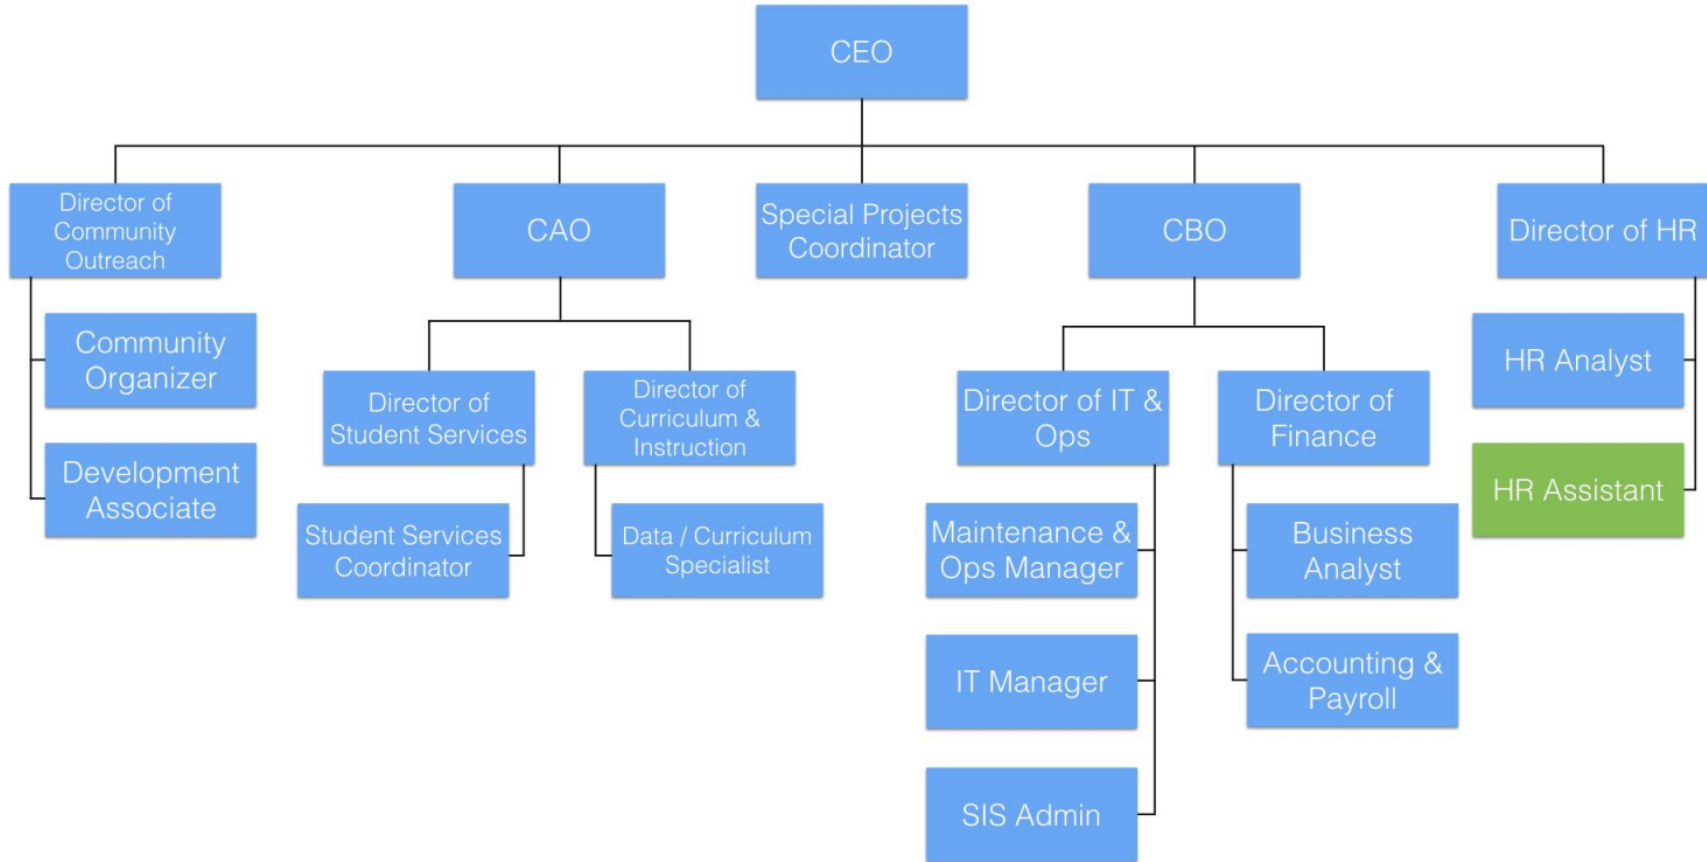 CEO
Director of
Community
Outreach
CAO
Special Projects
Coordinator
CBO
Director of HR
Community
Organizer
Development
Associate
Director of
Student Services
Student Services
Coordinator
Director of
Curriculum &
Instruction
Data / Curriculum
Specialist
Director of IT &
Ops
Maintenance &
Ops Manager
IT Manager
SIS Admin
Director of
Finance
Business
Analyst
Accounting &
Payroll
HR Analyst
HR Assistant